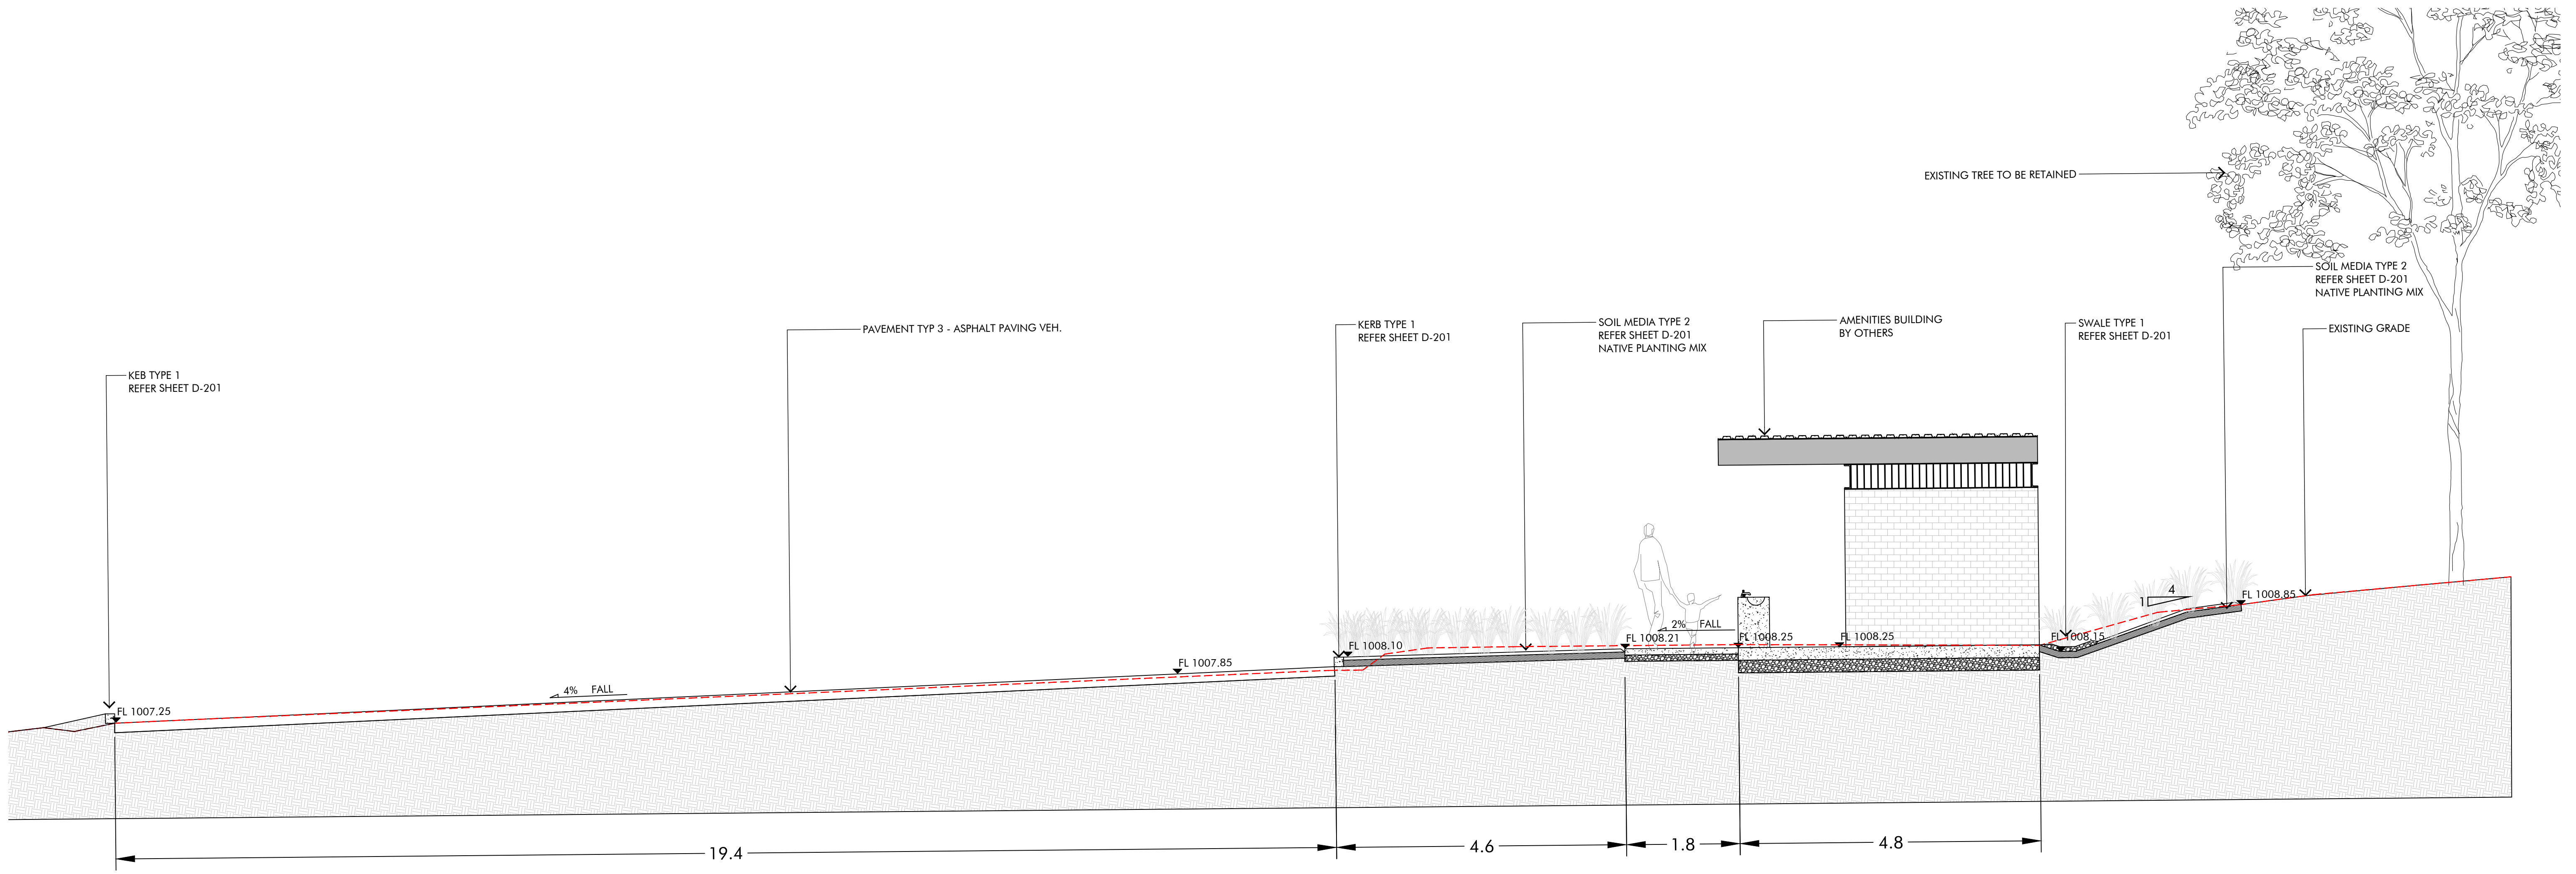 EXISTING TREE TO BE RETAINED
SOIL MEDIA TYPE 2
REFER SHEET D-201
NATIVE PLANTING MIX
EXISTING GRADE
SWALE TYPE 1
REFER SHEET D-201
AMENITIES BUILDING
BY OTHERS
SOIL MEDIA TYPE 2
REFER SHEET D-201
NATIVE PLANTING MIX
KERB TYPE 1
REFER SHEET D-201
PAVEMENT TYP 3 - ASPHALT PAVING VEH.
KEB TYPE 1
REFER SHEET D-201
FL 1007.25
4% FALL
FL 1007.85
FL 1008.10
2% FALL
FL 1008.21
FL 1008.25
FL 1008.25
FL 1008.15
1
4
FL 1008.85
19.4
4.6
1.8
4.8